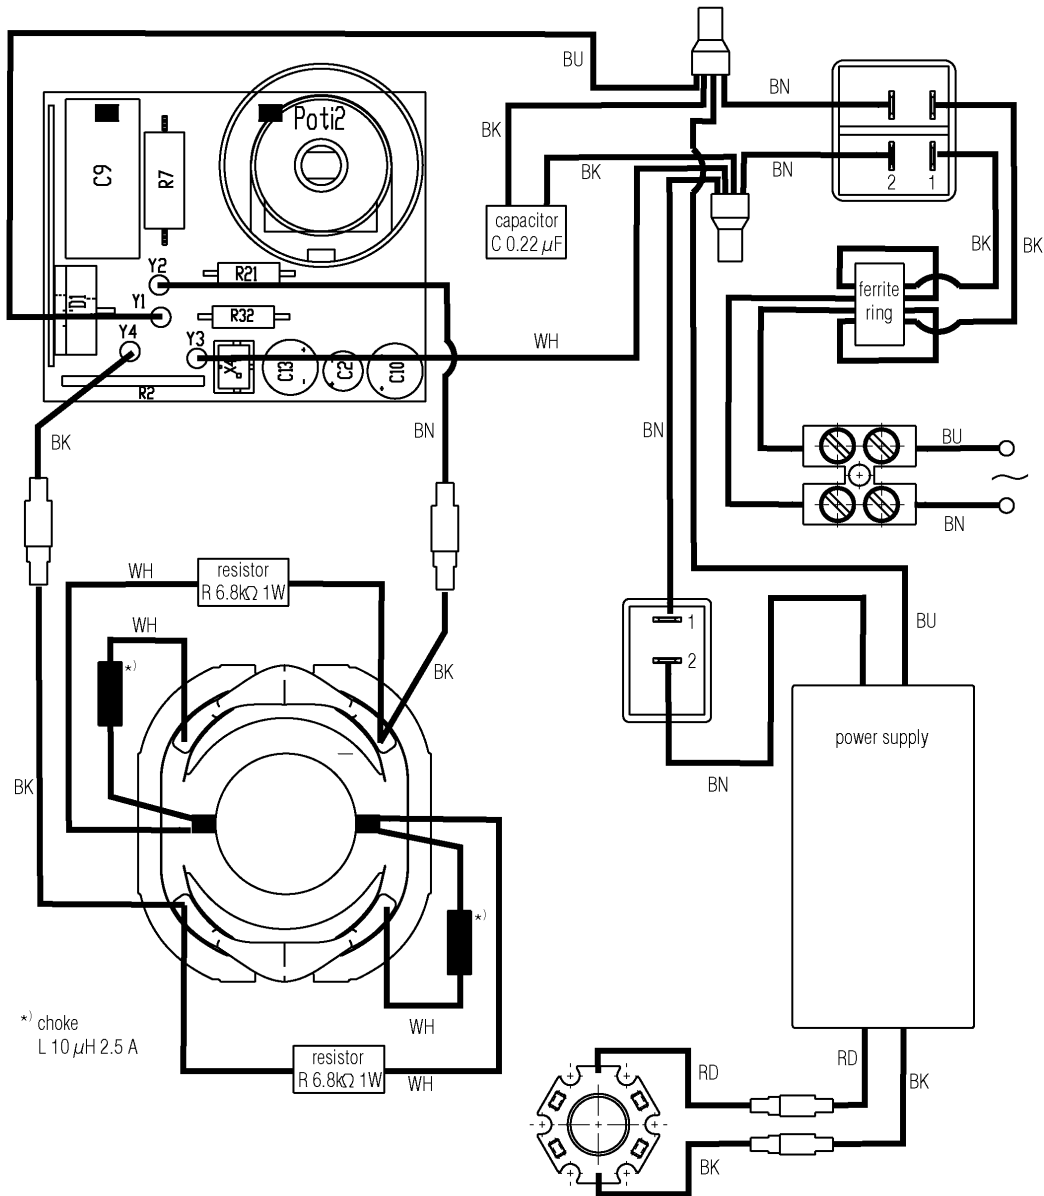 BU
BN
BK
Poti2
C9
R7
BK
BN
2 1
capacitor
C 0.22 µF
BK
BK
Y2
R21
D1
Y1
R32
ferrite
ring
Y4
Y3
WH
X4
C13
C2
C10
R2
BK
BN
BN
BU
~
BN
WH
resistor
R 6.8kΩ 1W
WH
*)
BK
1
2
BU
power supply
BN
BK
*)
WH
*) choke
L 10 µH 2.5 A
resistor
R 6.8kΩ 1W
WH
RD
RD
BK
BK